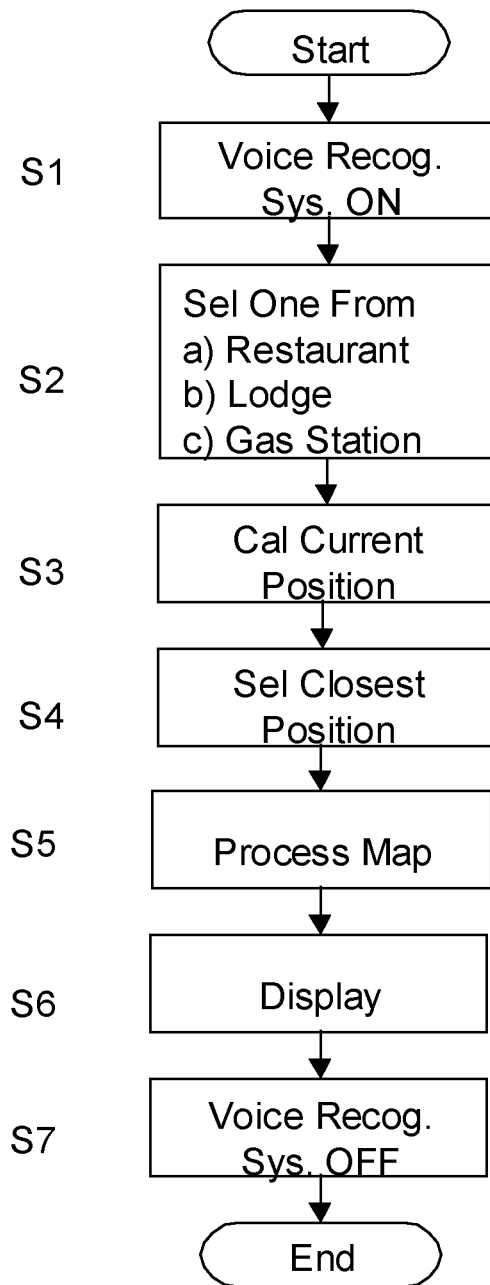 Start
S1
Voice Recog.
Sys. ON
S2
Sel One From
a) Restaurant
b) Lodge
c) Gas Station
S3
Cal Current
Position
S4
Sel Closest
Position
S5
Process Map
S6
Display
S7
Voice Recog.
Sys. OFF
End